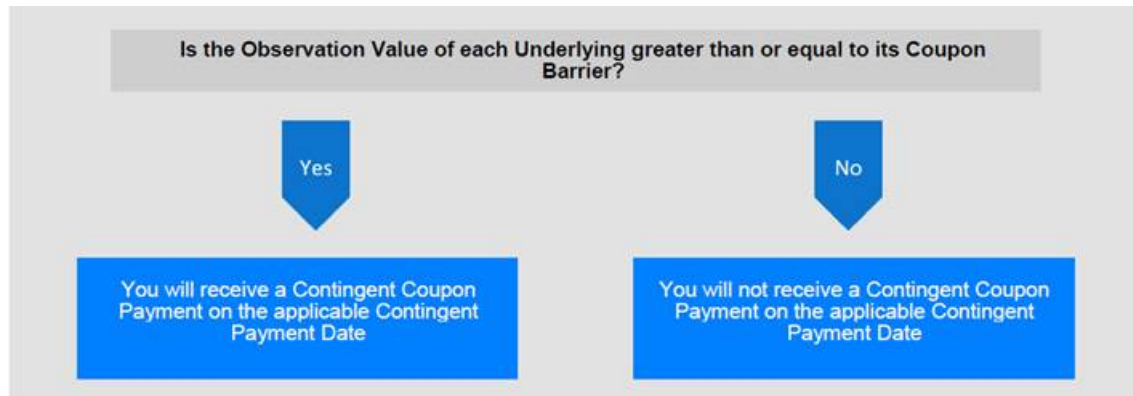 Is the Observation Value of each Underlying greater than or equal to its Coupon
Barrier?
Yes
No
You will receive a Contingent Coupon
Payment on the applicable Contingent
Payment Date
You will not receive a Contingent Coupon
Payment on the applicable Contingent
Payment Date